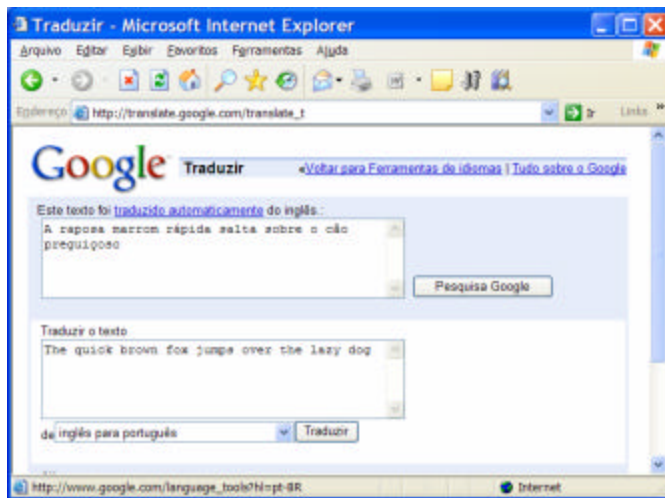 Traduzir - Microsoft Internet Explorer
Arquivo Editar Exibir Favoritos Ferramentas Ajuda
Endereço http://translate.google.com/translate_t Ir Links »
Google Traduzir «Voltar para Ferramentas de idiomas | Tudo sobre o Google
Este texto foi traduzido automaticamente do inglês.:
A raposa marrom rápida salta sobre o cão
preguiçoso
Pesquisa Google
Traduzir o texto
The quick brown fox jumps over the lazy dog
de inglês para português Traduzir
http://www.google.com/language_tools?hl=pt-BR Internet